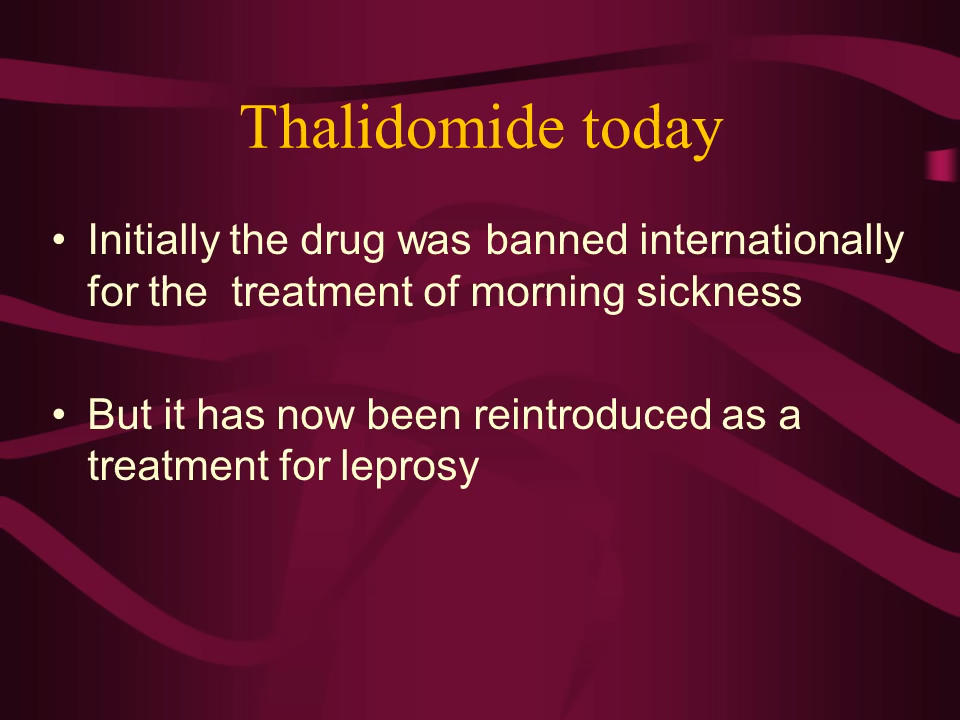 Thalidomide today
• Initially the drug was banned internationally
for the  treatment of morning sickness
• But it has now been reintroduced as a
treatment for leprosy